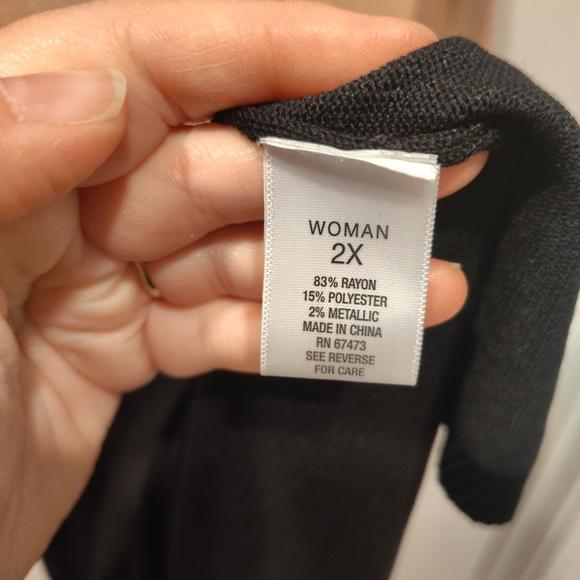 WOMAN
2X
83% RAYON
15% POLYESTER
2% METALLIC
MADE IN CHINA
RN 67473
SEE REVERSE
FOR CARE